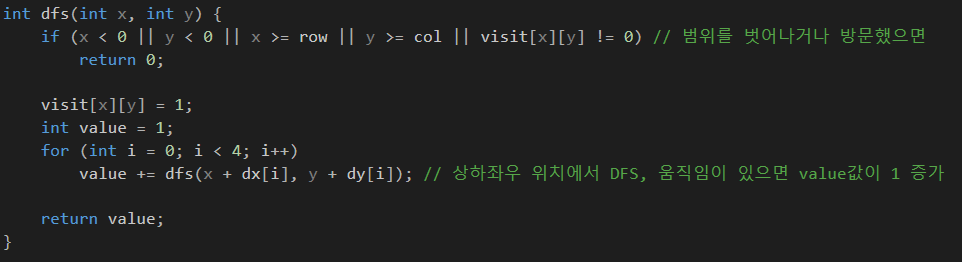 int dfs(int x, int y) {
    if (x < 0 || y < 0 || x >= row || y >= col || visit[x][y] != 0) // 범위를 벗어나거나 방문했으면
        return 0;

    visit[x][y] = 1;
    int value = 1;
    for (int i = 0; i < 4; i++)
        value += dfs(x + dx[i], y + dy[i]); // 상하좌우 위치에서 DFS, 움직임이 있으면 value값이 1 증가

    return value;
}